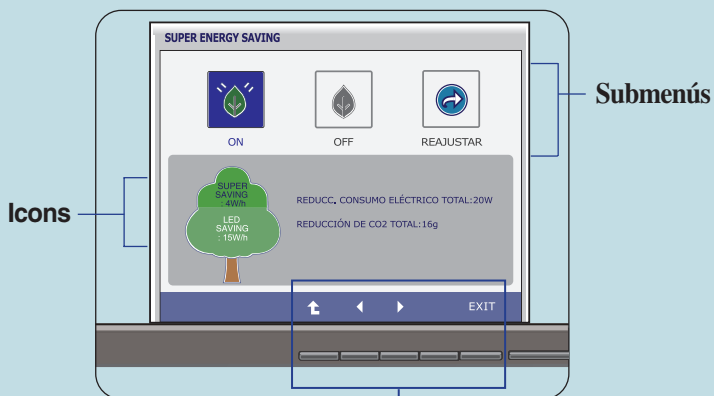 SUPER ENERGY SAVING
ON
OFF
REAJUSTAR
Submenús
Icons
SUPER
SAVING
: 4W/h
LED
SAVING
: 15W/h
REDUCC. CONSUMO ELÉCTRICO TOTAL:20W
REDUCCIÓN DE CO2 TOTAL:16g
EXIT